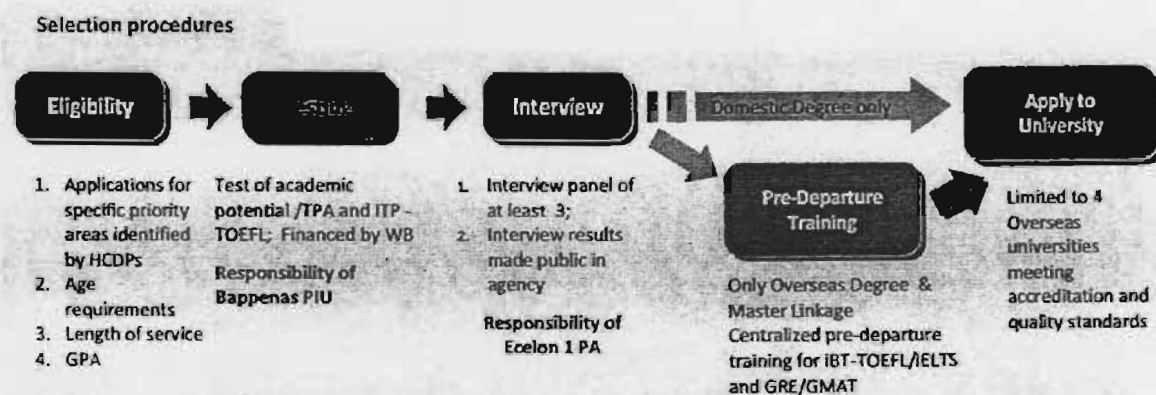 Selection procedures
Eligibility
Interview
Domestic Degree only
Apply to
University
Pre-Departure
Training
1. Applications for
specific priority
areas identified
by HCDPs
2. Age
requirements
3. Length of service
4. GPA
Test of academic
potential /TPA and ITP -
TOEFL; Financed by WB
Responsibility of
Bappenas PIU
1. Interview panel of
at least 3;
2. Interview results
made public in
agency
Responsibility of
Ecelon 1 PA
Only Overseas Degree &
Master Linkage
Centralized pre-departure
training for iBT-TOEFL/IELTS
and GRE/GMAT
Limited to 4
Overseas
universities
meeting
accreditation and
quality standards